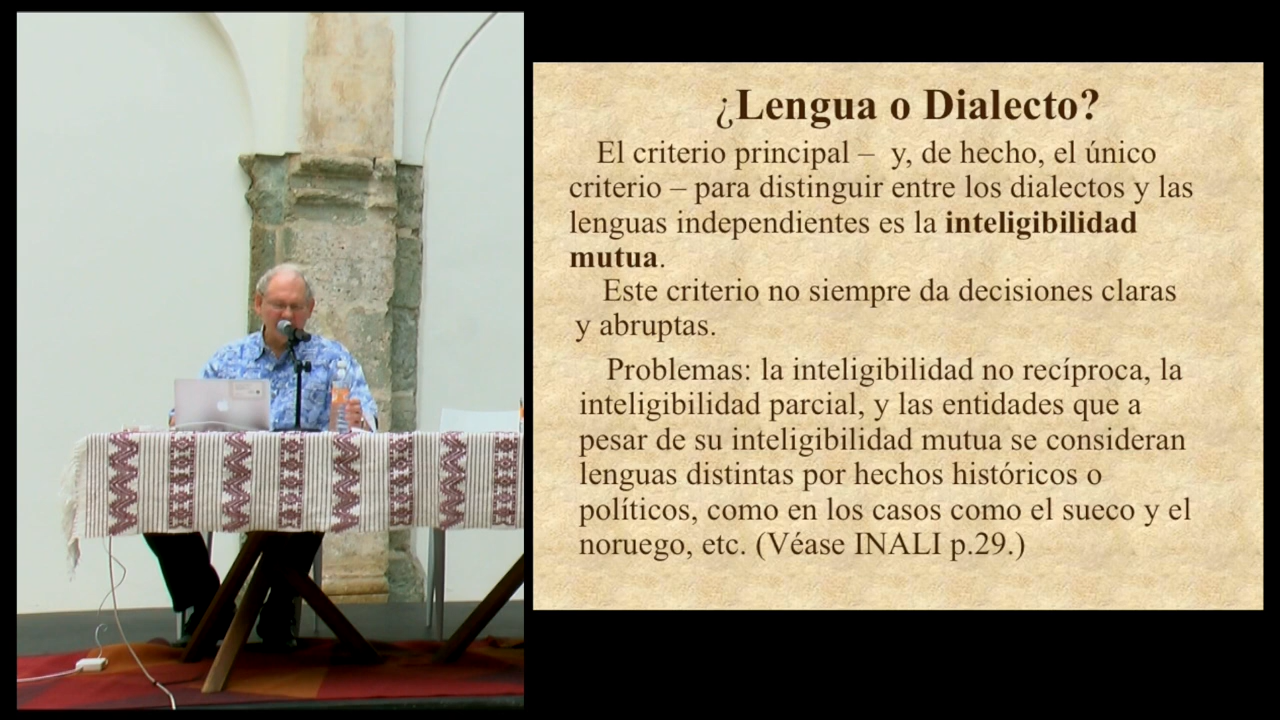 ¿Lengua o Dialecto?
El criterio principal – y, de hecho, el único
criterio – para distinguir entre los dialectos y las
lenguas independientes es la inteligibilidad
mutua.
Este criterio no siempre da decisiones claras
y abruptas.
Problemas: la inteligibilidad no recíproca, la
inteligibilidad parcial, y las entidades que a
pesar de su inteligibilidad mutua se consideran
lenguas distintas por hechos históricos o
políticos, como en los casos como el sueco y el
noruego, etc. (Véase INALI p.29.)